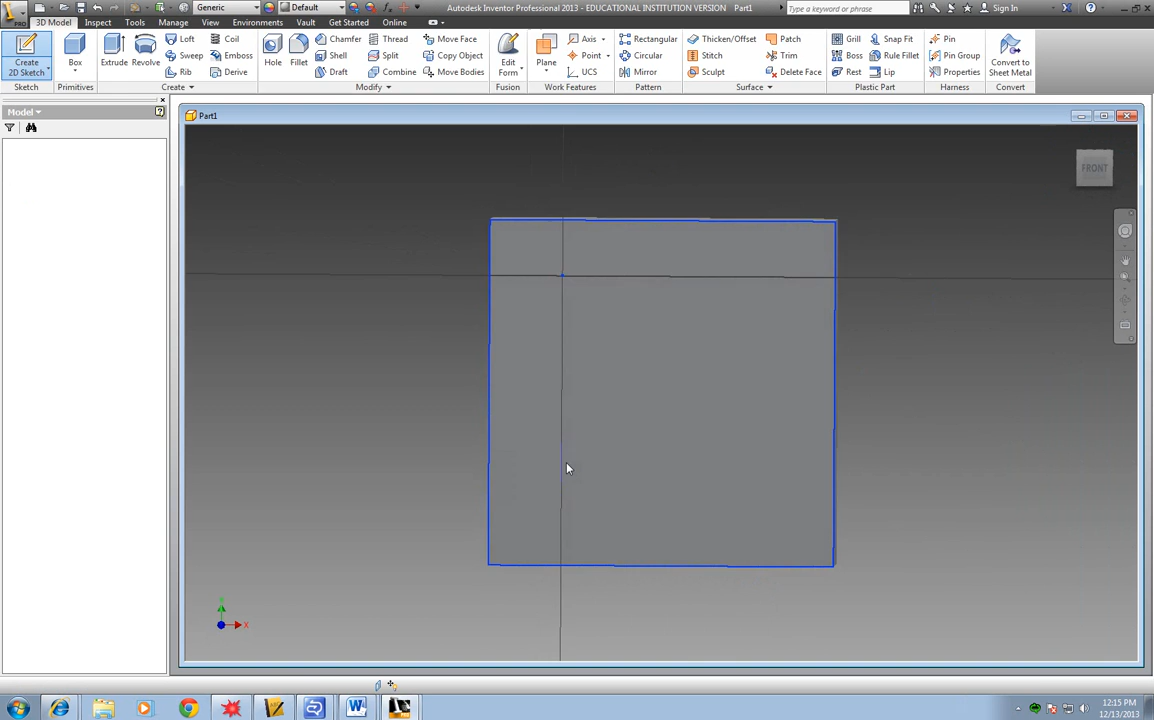 Generic
Default
Autodesk Inventor Professional 2013 - EDUCATIONAL INSTITUTION VERSION Part1
Type a keyword or phrase
Sign In
PRO
3D Model
Inspect
Tools
Manage
View
Environments
Vault
Get Started
Online
Create
2D Sketch
Box
Extrude
Revolve
Loft
Sweep
Rib
Coil
Emboss
Derive
Hole
Fillet
Chamfer
Shell
Draft
Thread
Split
Combine
Move Face
Copy Object
Move Bodies
Edit
Form
Plane
Axis
Point
UCS
Rectangular
Circular
Mirror
Thicken/Offset
Stitch
Sculpt
Patch
Trim
Delete Face
Grill
Boss
Rest
Snap Fit
Rule Fillet
Lip
Pin
Pin Group
Properties
Convert to
Sheet Metal
Sketch
Primitives
Create
Modify
Fusion
Work Features
Pattern
Surface
Plastic Part
Harness
Convert
Model
Part1
FRONT
X
12:15 PM
12/13/2013